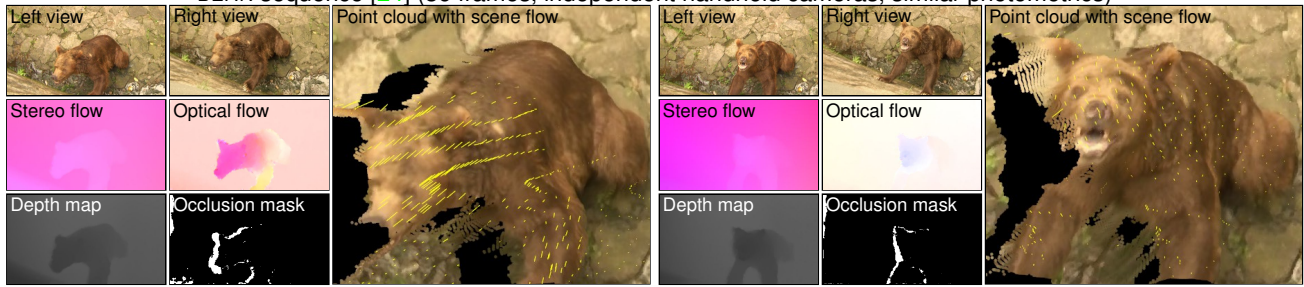 Left view
Right view
Point cloud with scene flow
Stereo flow
Optical flow
Depth map
Occlusion mask
Left view
Right view
Point cloud with scene flow
Stereo flow
Optical flow
Depth map
Occlusion mask